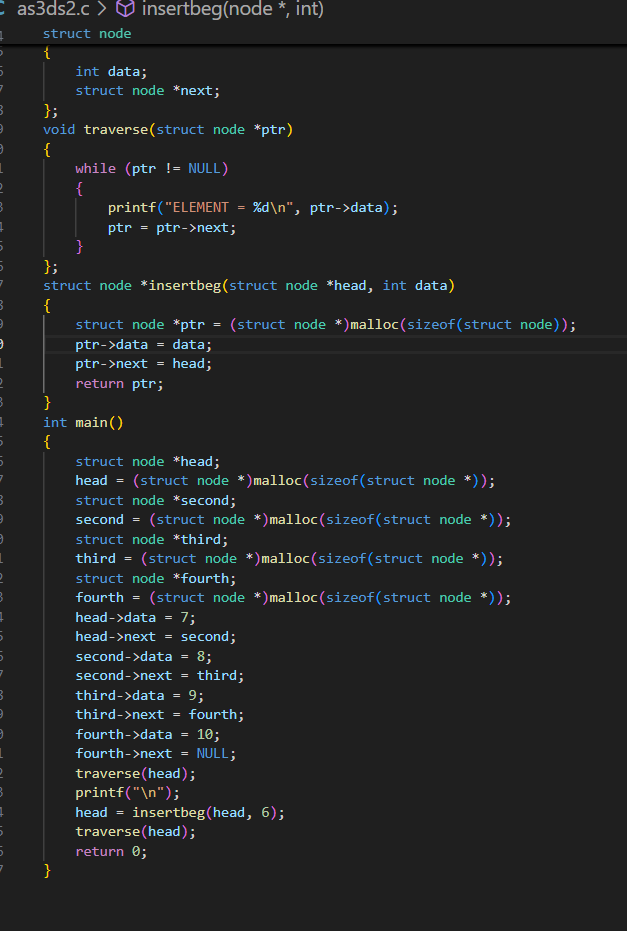 as3ds2.c > insertbeg(node *, int)
struct node
{
    int data;
    struct node *next;
};
void traverse(struct node *ptr)
{
    while (ptr != NULL)
    {
        printf("ELEMENT = %d\n", ptr->data);
        ptr = ptr->next;
    }
};
struct node *insertbeg(struct node *head, int data)
{
    struct node *ptr = (struct node *)malloc(sizeof(struct node));
    ptr->data = data;
    ptr->next = head;
    return ptr;
}
int main()
{
    struct node *head;
    head = (struct node *)malloc(sizeof(struct node *));
    struct node *second;
    second = (struct node *)malloc(sizeof(struct node *));
    struct node *third;
    third = (struct node *)malloc(sizeof(struct node *));
    struct node *fourth;
    fourth = (struct node *)malloc(sizeof(struct node *));
    head->data = 7;
    head->next = second;
    second->data = 8;
    second->next = third;
    third->data = 9;
    third->next = fourth;
    fourth->data = 10;
    fourth->next = NULL;
    traverse(head);
    printf("\n");
    head = insertbeg(head, 6);
    traverse(head);
    return 0;
}